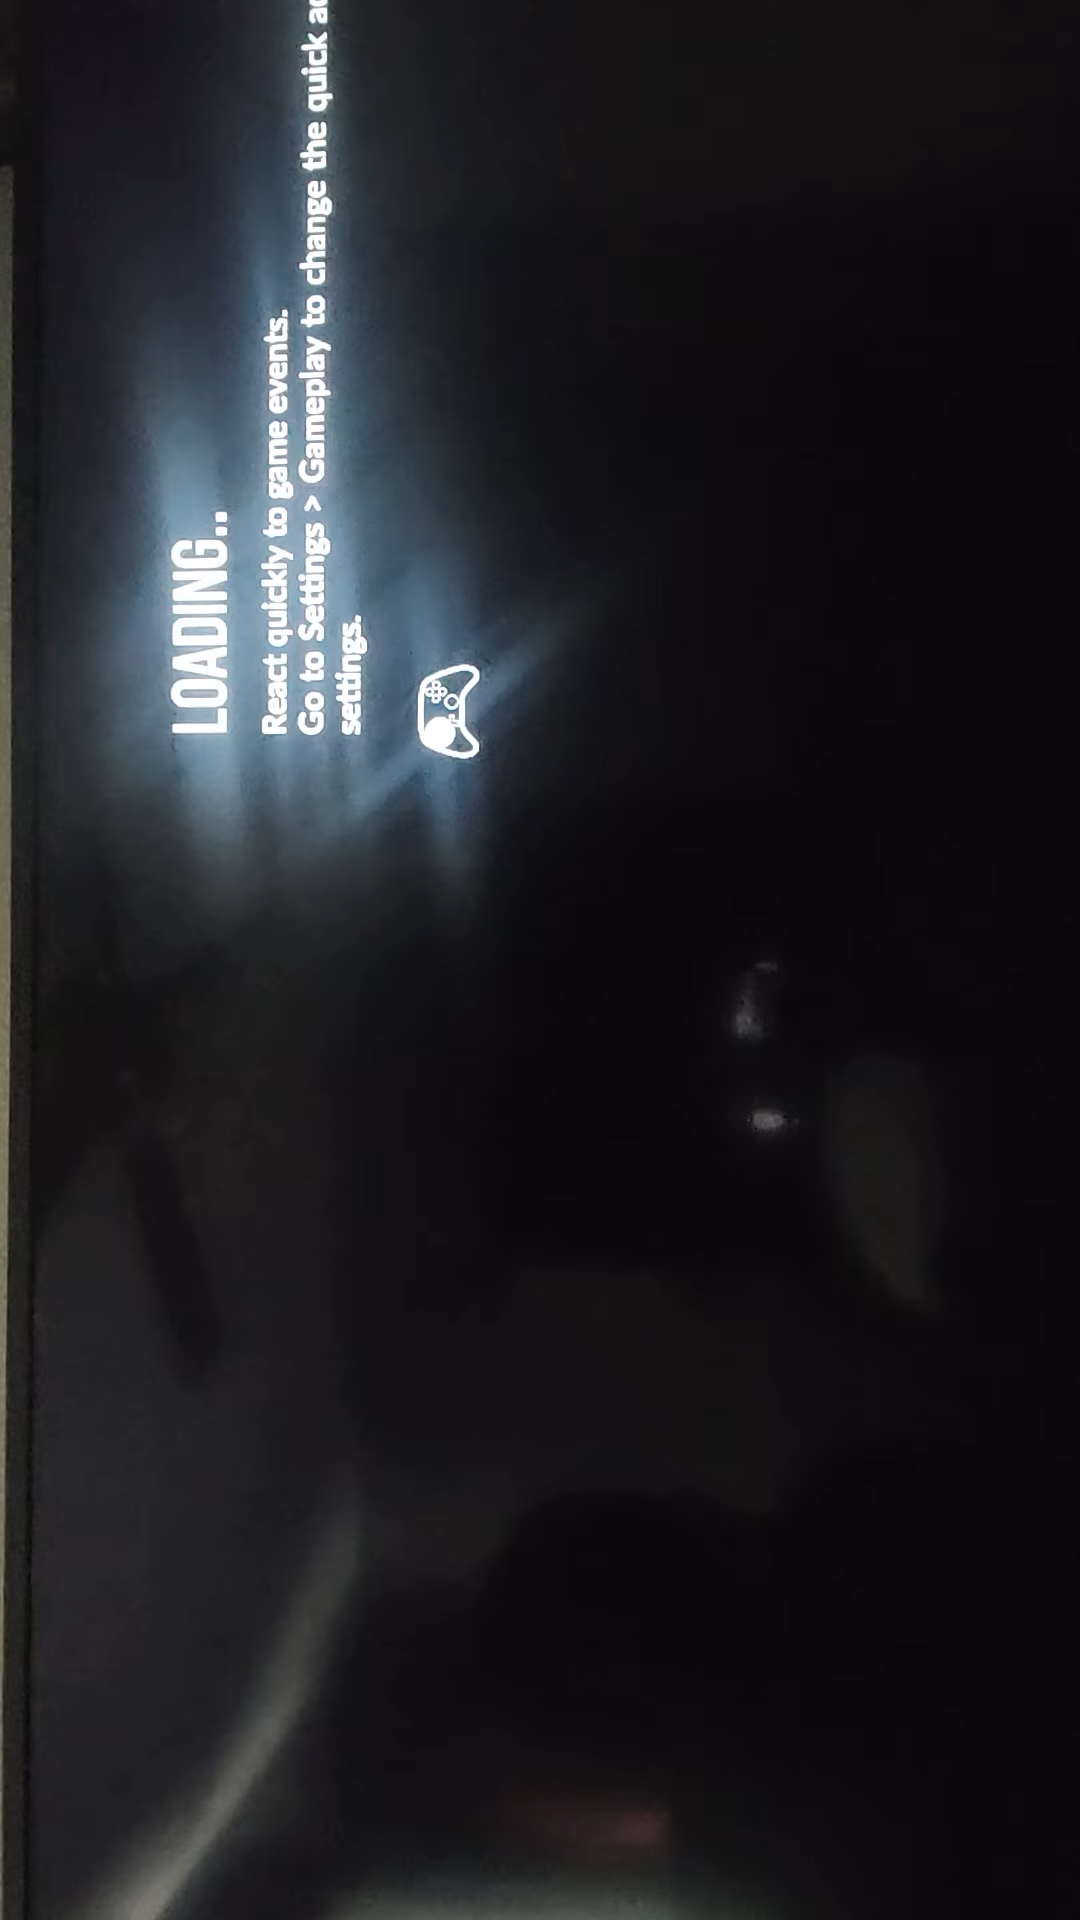 LOADING..
React quickly to game events.
Go to Settings > Gameplay to change the quick
settings.